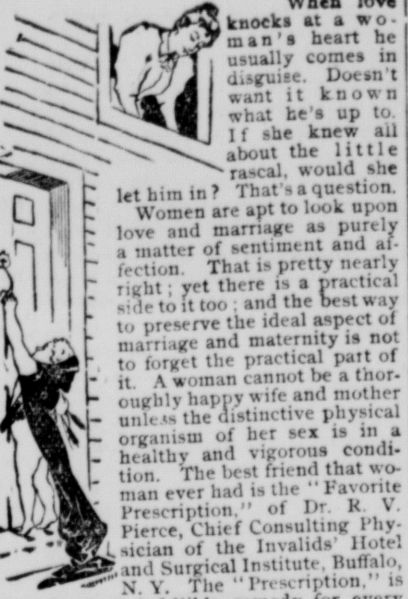 When love
knocks at a wo-
man's heart he
usually comes in
disguise. Doesn't
want it known
what he's up to.
If she knew all
about the little
rascal, would she
let him in? That's a question.
Women are apt to look upon
love and marriage as purely
a matter of sentiment and af-
fection. That is pretty nearly
right; yet there is a practical
side to it too; and the best way
to preserve the ideal aspect of
marriage and maternity is not
to forget the practical part of
it. A woman cannot be a thor-
oughly happy wife and mother
unless the distinctive physical
organism of her sex is in a
healthy and vigorous condi-
tion. The best friend that wo-
man ever had is the "Favorite
Prescription," of Dr. R. V.
Pierce, Chief Consulting Phy-
sician of the Invalids' Hotel
and Surgical Institute, Buffalo,
N. Y. The "Prescription," is
remedy for every